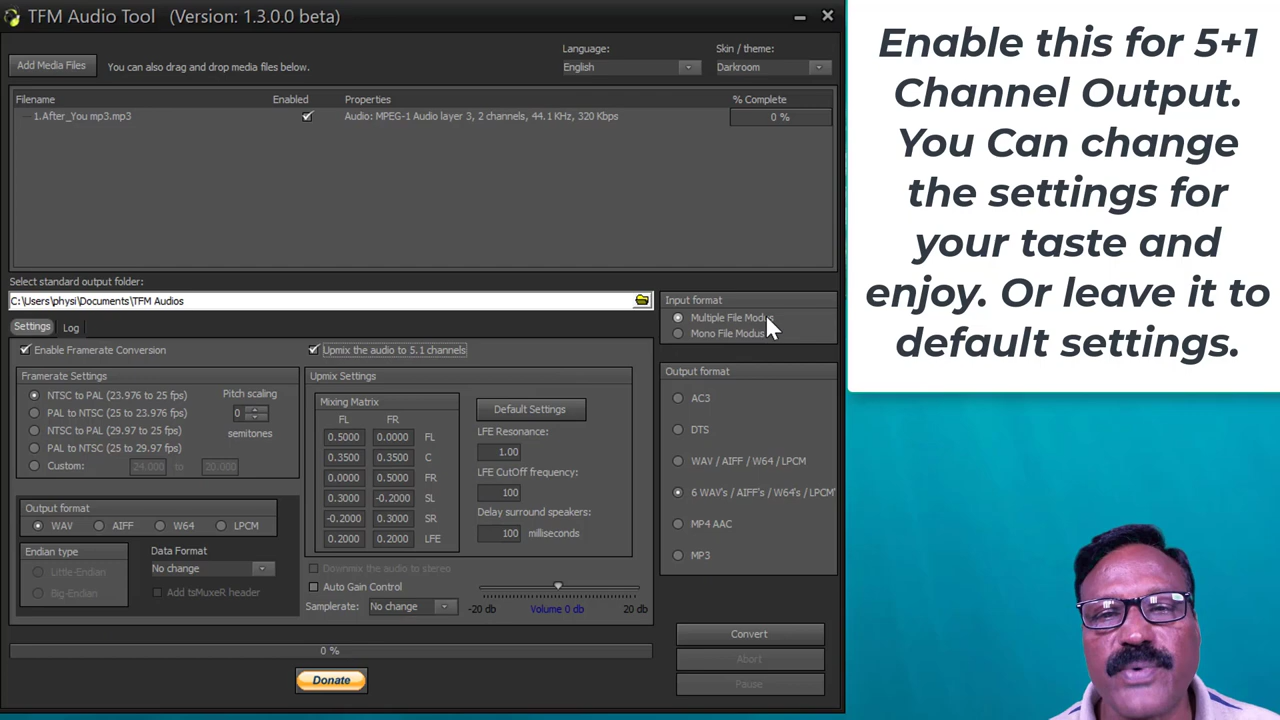 TFM Audio Tool    (Version: 1.3.0.0 beta)
Add Media Files
You can also drag and drop media files below.
Language:
English
Skin / theme:
Darkroom
Filename    Enabled    Properties    % Complete
1.After_You mp3.mp3    Audio: MPEG-1 Audio layer 3, 2 channels, 44.1 KHz, 320 Kbps    0 %
Select standard output folder:
C:\Users\physi\Documents\TFM Audios
Settings    Log
Enable Framerate Conversion
Framerate Settings
NTSC to PAL (23.976 to 25 fps)
PAL to NTSC (25 to 23.976 fps)
NTSC to PAL (29.97 to 25 fps)
PAL to NTSC (25 to 29.97 fps)
Custom:    24.000    to    20.000
Pitch scaling
0
semitones
Output format
WAV    AIFF    W64    LPCM
Endian type
Little-Endian
Big-Endian
Data Format
No change
Add tsMuxeR header
Upmix the audio to 5.1 channels
Upmix Settings
Mixing Matrix
FL    FR
0.5000    0.0000    FL
0.3500    0.3500    C
0.0000    0.5000    FR
0.3000    -0.2000    SL
-0.2000    0.3000    SR
0.2000    0.2000    LFE
Default Settings
LFE Resonance:
1.00
LFE CutOff frequency:
100
Delay surround speakers:
100    milliseconds
Downmix the audio to stereo
Auto Gain Control
Samplerate:    No change
-20 db    Volume 0 db    20 db
Input format
Multiple File Modus
Mono File Modus
Output format
AC3
DTS
WAV / AIFF / W64 / LPCM
6 WAV's / AIFF's / W64's / LPCM'
MP4 AAC
MP3
0 %
Donate
Convert
Abort
Pause
Enable this for 5+1
Channel Output.
You Can change
the settings for
your taste and
enjoy. Or leave it to
default settings.